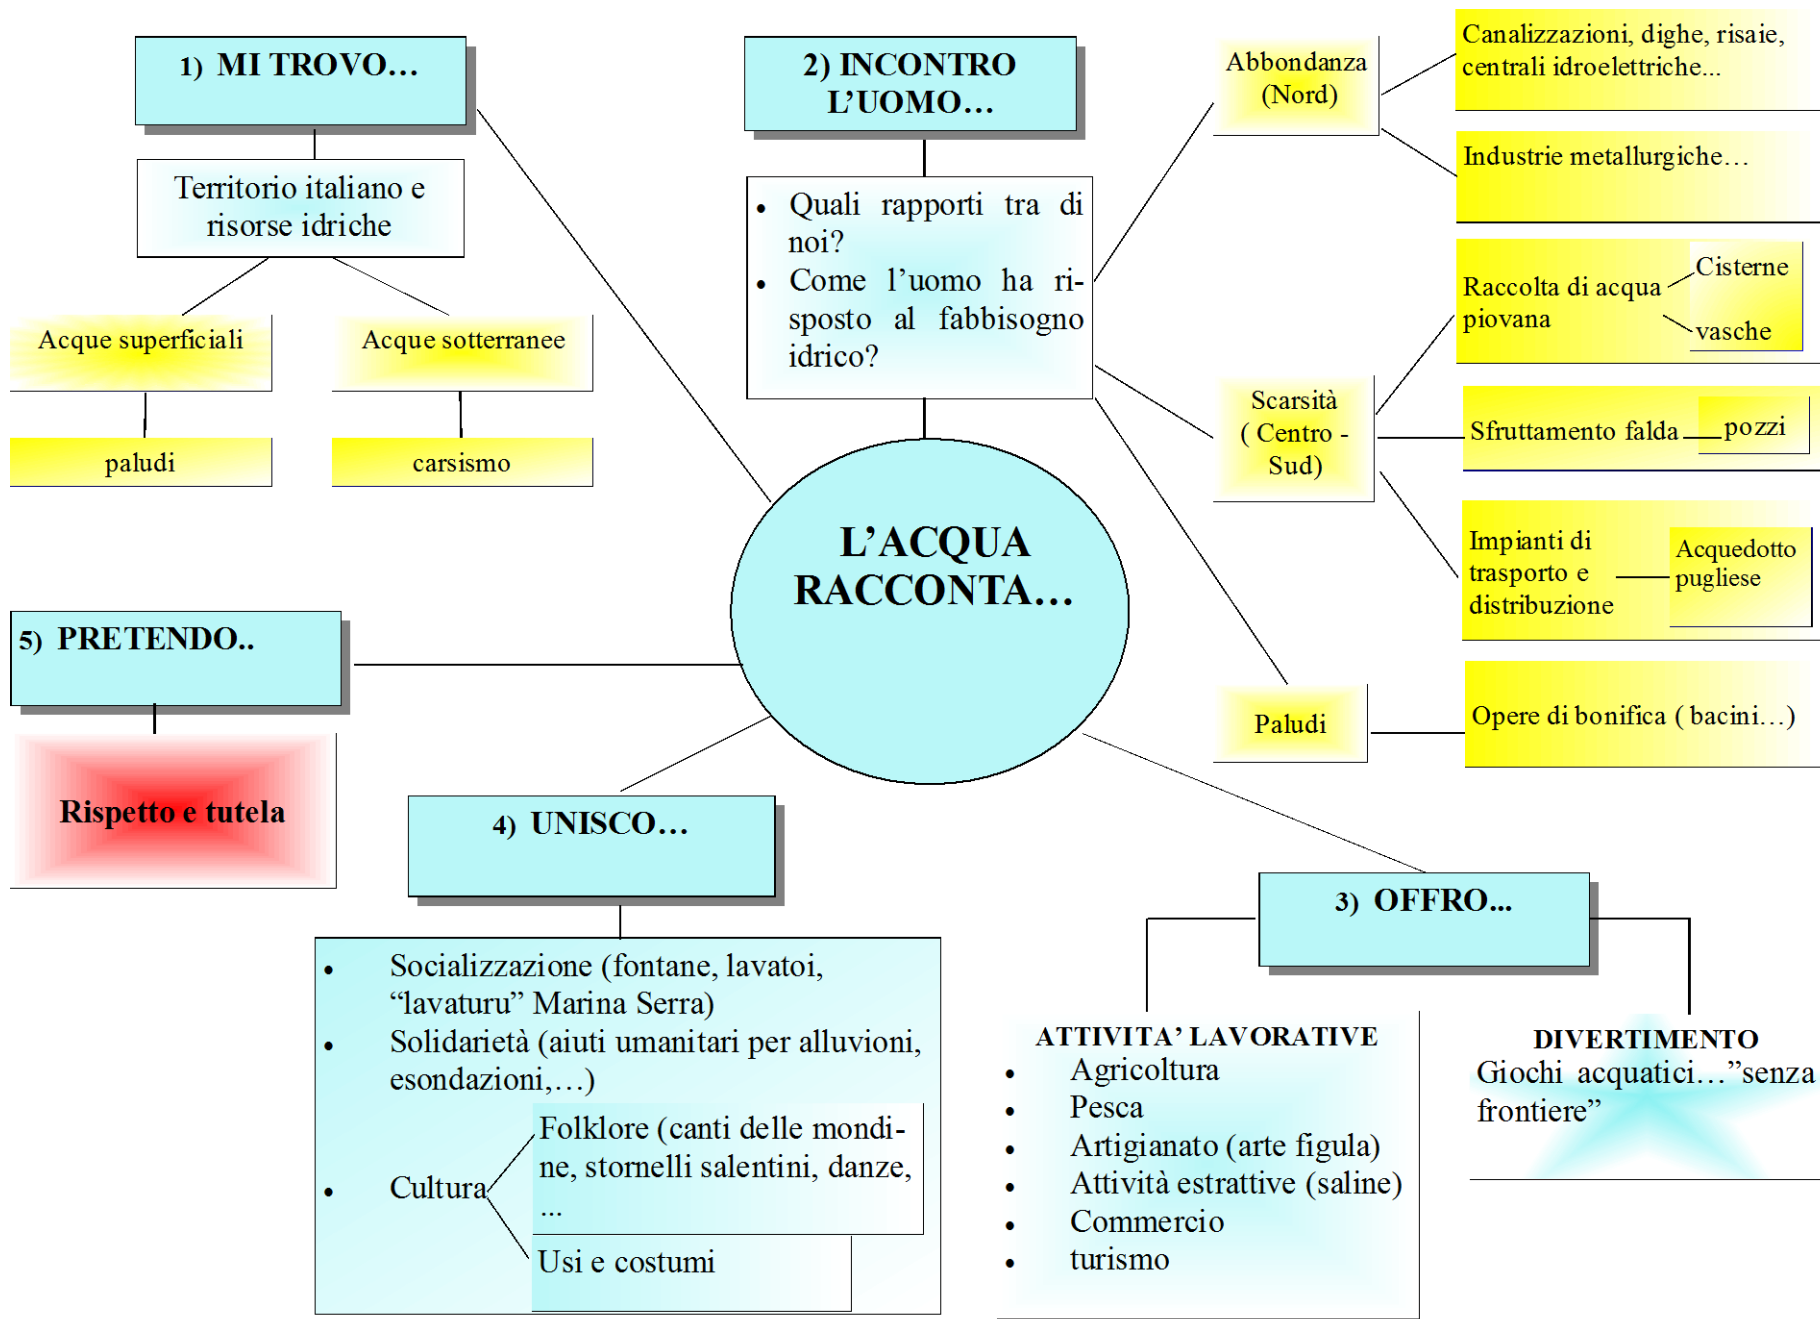 1) MI TROVO…
Territorio italiano e
risorse idriche
Acque superficiali
paludi
Acque sotterranee
carsismo
2) INCONTRO
L’UOMO…
• Quali rapporti tra di
noi?
• Come l’uomo ha ri-
sposto al fabbisogno
idrico?
Abbondanza
(Nord)
Canalizzazioni, dighe, risaie,
centrali idroelettriche...
Industrie metallurgiche…
Scarsità
( Centro -
Sud)
Raccolta di acqua
piovana
Cisterne
vasche
Sfruttamento falda
pozzi
Impianti di
trasporto e
distribuzione
Acquedotto
pugliese
Paludi
Opere di bonifica ( bacini…)
L’ACQUA
RACCONTA…
3) OFFRO...
ATTIVITA’ LAVORATIVE
• Agricoltura
• Pesca
• Artigianato (arte figula)
• Attività estrattive (saline)
• Commercio
• turismo
DIVERTIMENTO
Giochi acquatici…”senza
frontiere”
4) UNISCO…
• Socializzazione (fontane, lavatoi,
“lavaturu” Marina Serra)
• Solidarietà (aiuti umanitari per alluvioni,
esondazioni,…)
• Cultura
Folklore (canti delle mondi-
ne, stornelli salentini, danze,
...
Usi e costumi
5) PRETENDO..
Rispetto e tutela